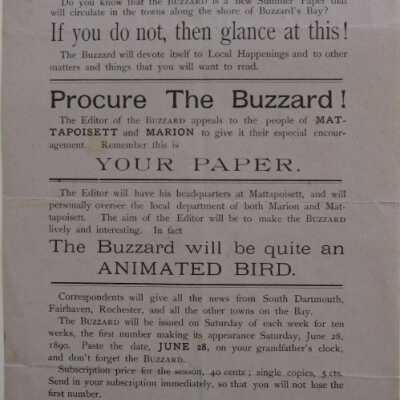 Do you know that the BUZZARD is a new Summer Paper that
will circulate in the towns along the shore of Buzzard's Bay?
If you do not, then glance at this!
The Buzzard will devote itself to Local Happenings and to other
matters and things that you will want to read.
Procure The Buzzard!
The Editor of the BUZZARD appeals to the people of MAT-
TAPOISETT and MARION to give it their especial encour-
agement. Remember this is
YOUR PAPER.
The Editor will have his headquarters at Mattapoisett, and will
personally oversee the local department of both Marion and Mat-
tapoisett. The aim of the Editor will be to make the BUZZARD
lively and interesting. In fact
The Buzzard will be quite an
ANIMATED BIRD.
Correspondents will give all the news from South Dartmouth,
Fairhaven, Rochester, and all the other towns on the Bay.
The BUZZARD will be issued on Saturday of each week for ten
weeks, the first number making its appearance Saturday, June 28,
1890. Paste the date, JUNE 28, on your grandfather's clock,
and don't forget the BUZZARD.
Subscription price for the season, 40 cents; single copies, 5 cts.
Send in your subscription immediately, so that you will not lose the
first number.